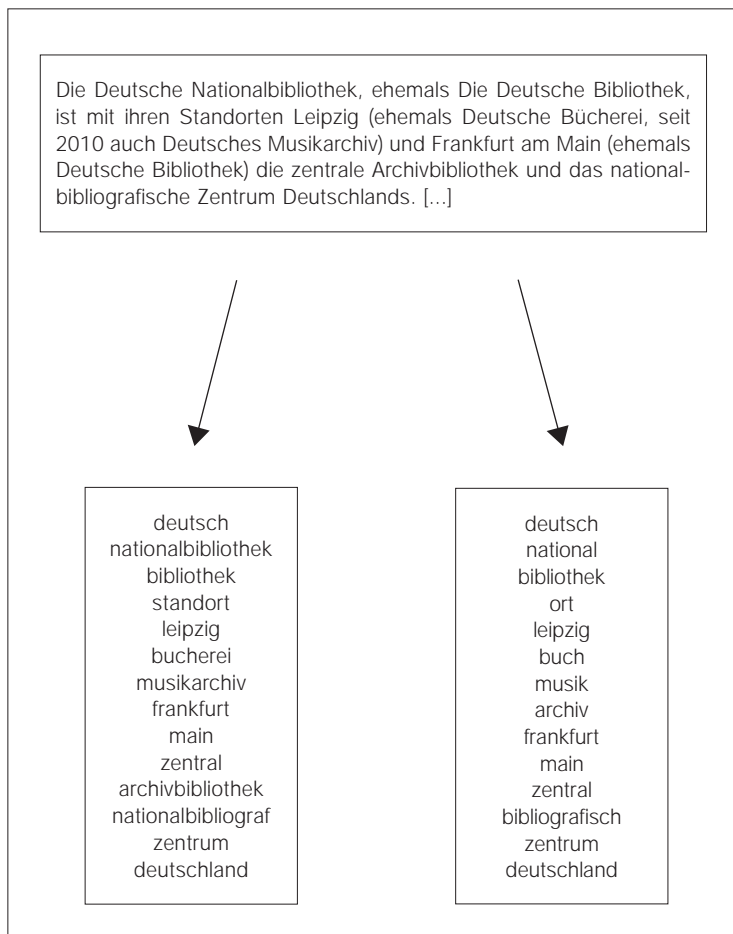 Die Deutsche Nationalbibliothek, ehemals Die Deutsche Bibliothek,
ist mit ihren Standorten Leipzig (ehemals Deutsche Bücherei, seit
2010 auch Deutsches Musikarchiv) und Frankfurt am Main (ehemals
Deutsche Bibliothek) die zentrale Archivbibliothek und das national-
bibliografische Zentrum Deutschlands. [...]
deutsch
nationalbibliothek
bibliothek
standort
leipzig
bucherei
musikarchiv
frankfurt
main
zentral
archivbibliothek
nationalbibliograf
zentrum
deutschland
deutsch
national
bibliothek
ort
leipzig
buch
musik
archiv
frankfurt
main
zentral
bibliografisch
zentrum
deutschland